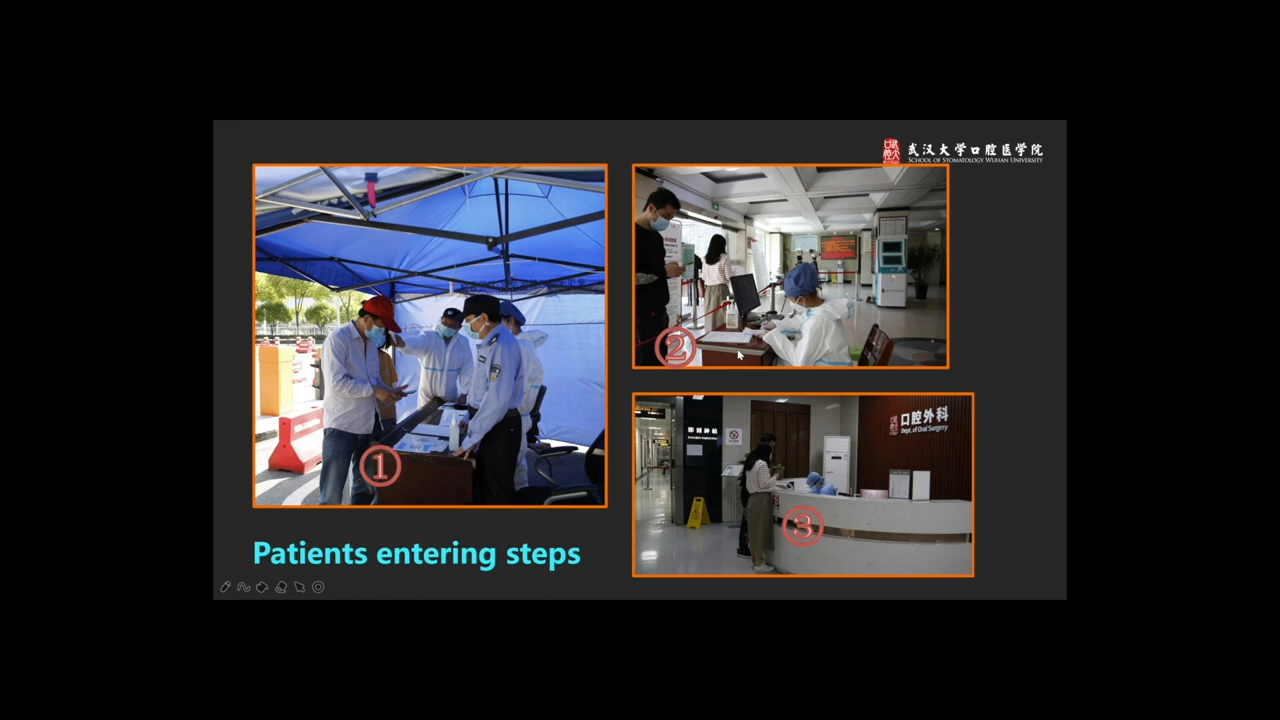 武汉大学口腔医学院
SCHOOL OF STOMATOLOGY WUHAN UNIVERSITY
①
②
口腔外科
Dept. of Oral Surgery
③
Patients entering steps